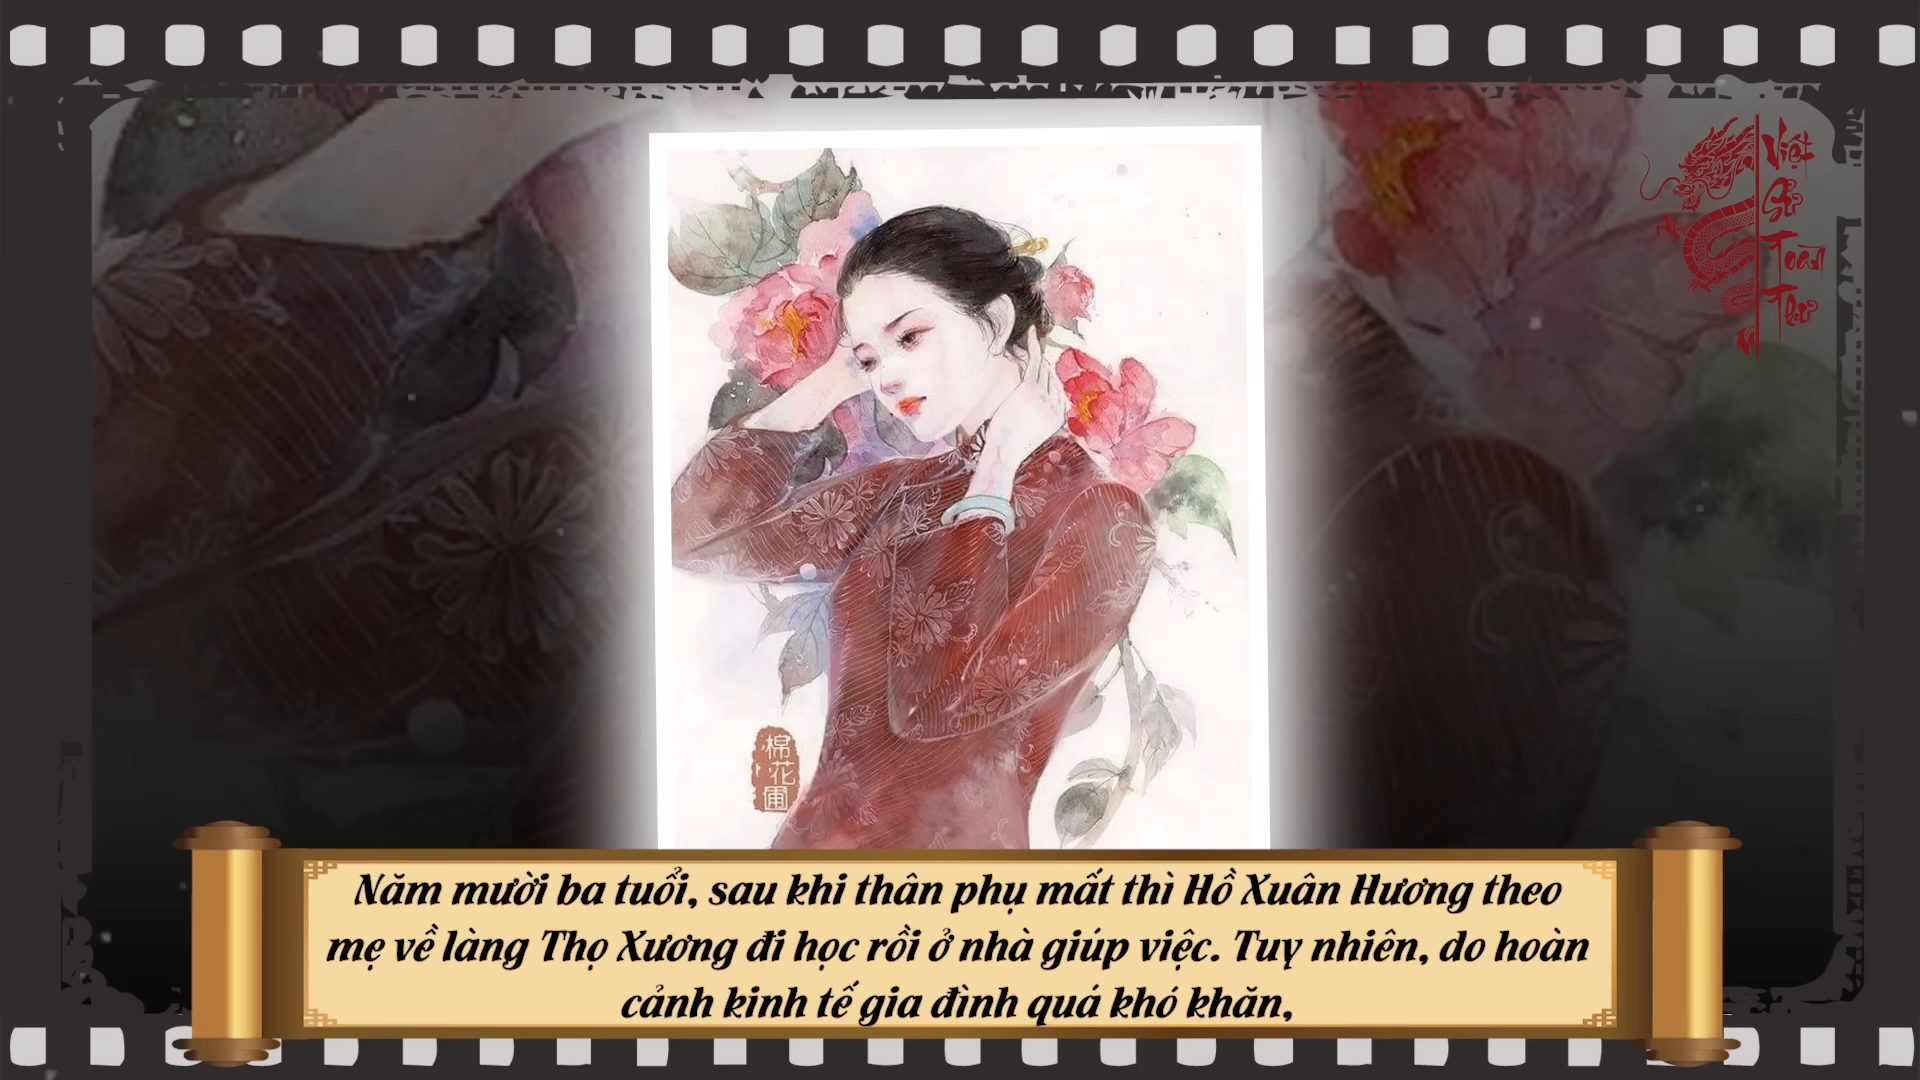 Việt
Sử
Toàn
Thư
棉
花
圃
Năm mười ba tuổi, sau khi thân phụ mất thì Hồ Xuân Hương theo
mẹ về làng Thọ Xương đi học rồi ở nhà giúp việc. Tuy nhiên, do hoàn
cảnh kinh tế gia đình quá khó khăn,